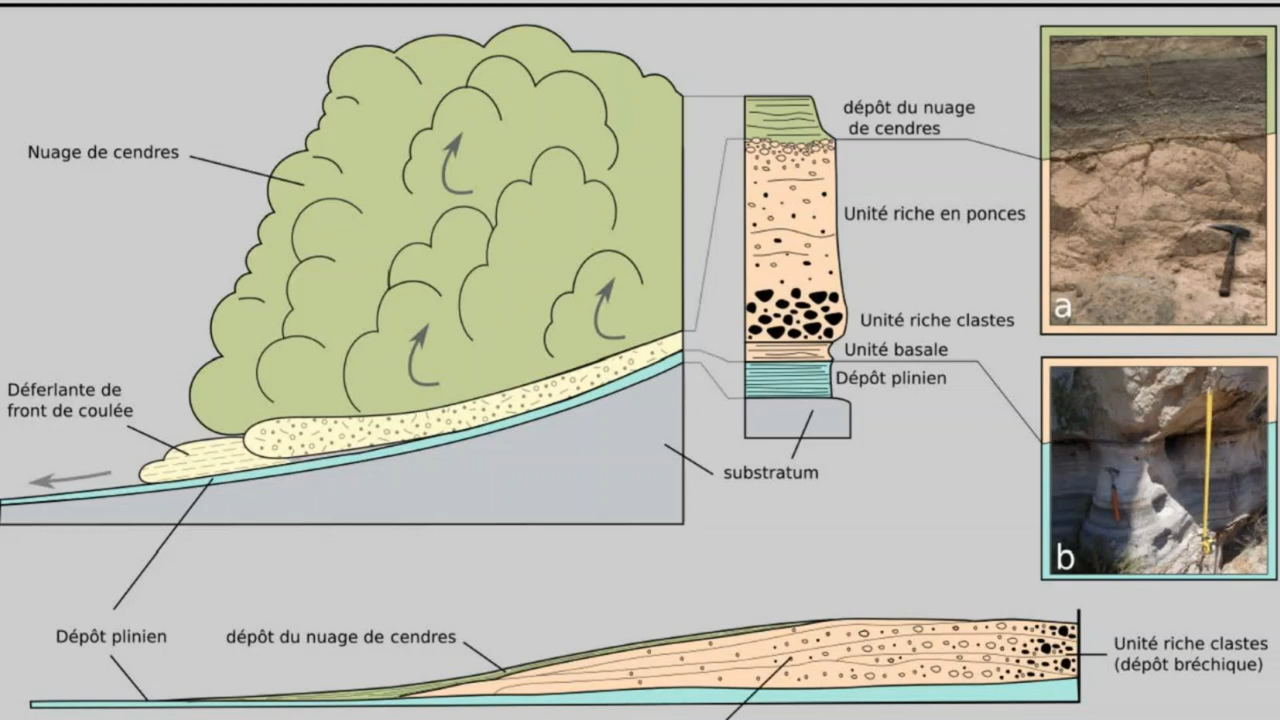 Nuage de cendres
dépôt du nuage
de cendres
Unité riche en ponces
Unité riche clastes
Unité basale
Dépôt plinien
substratum
Déferlante de
front de coulée
a
b
Dépôt plinien
dépôt du nuage de cendres
Unité riche clastes
(dépôt bréchique)